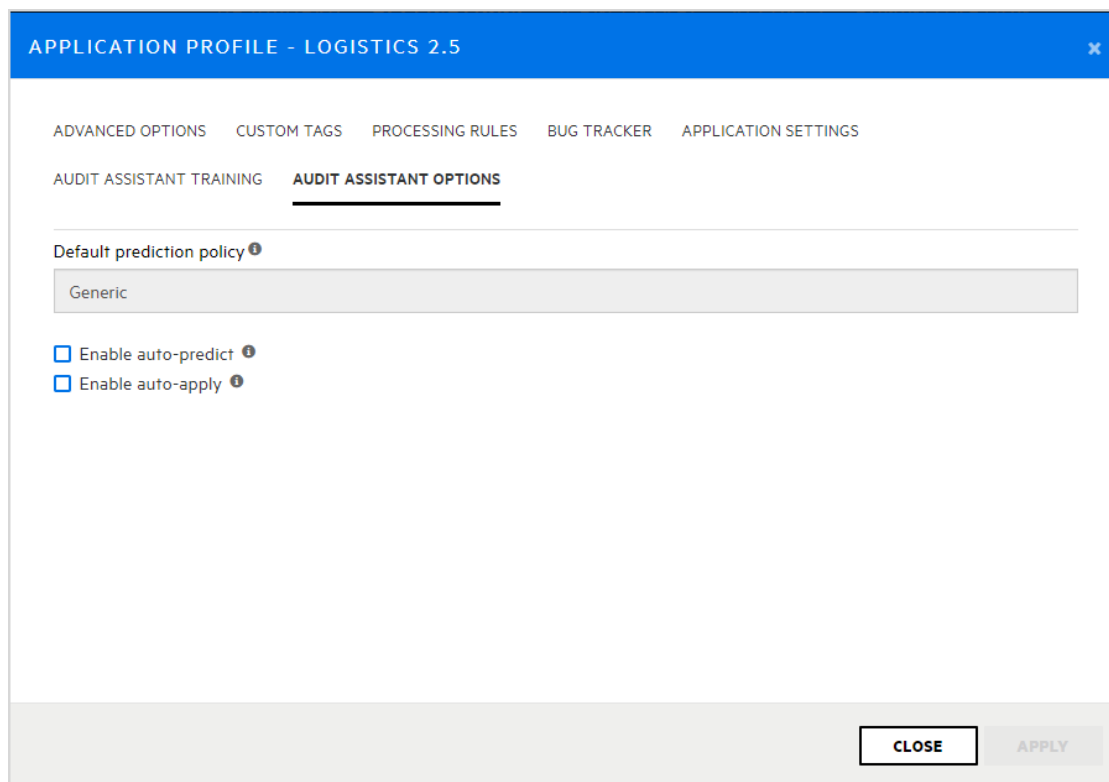 APPLICATION PROFILE - LOGISTICS 2.5
ADVANCED OPTIONS CUSTOM TAGS PROCESSING RULES BUG TRACKER APPLICATION SETTINGS
AUDIT ASSISTANT TRAINING AUDIT ASSISTANT OPTIONS
Default prediction policy
Generic
Enable auto-predict
Enable auto-apply
CLOSE APPLY